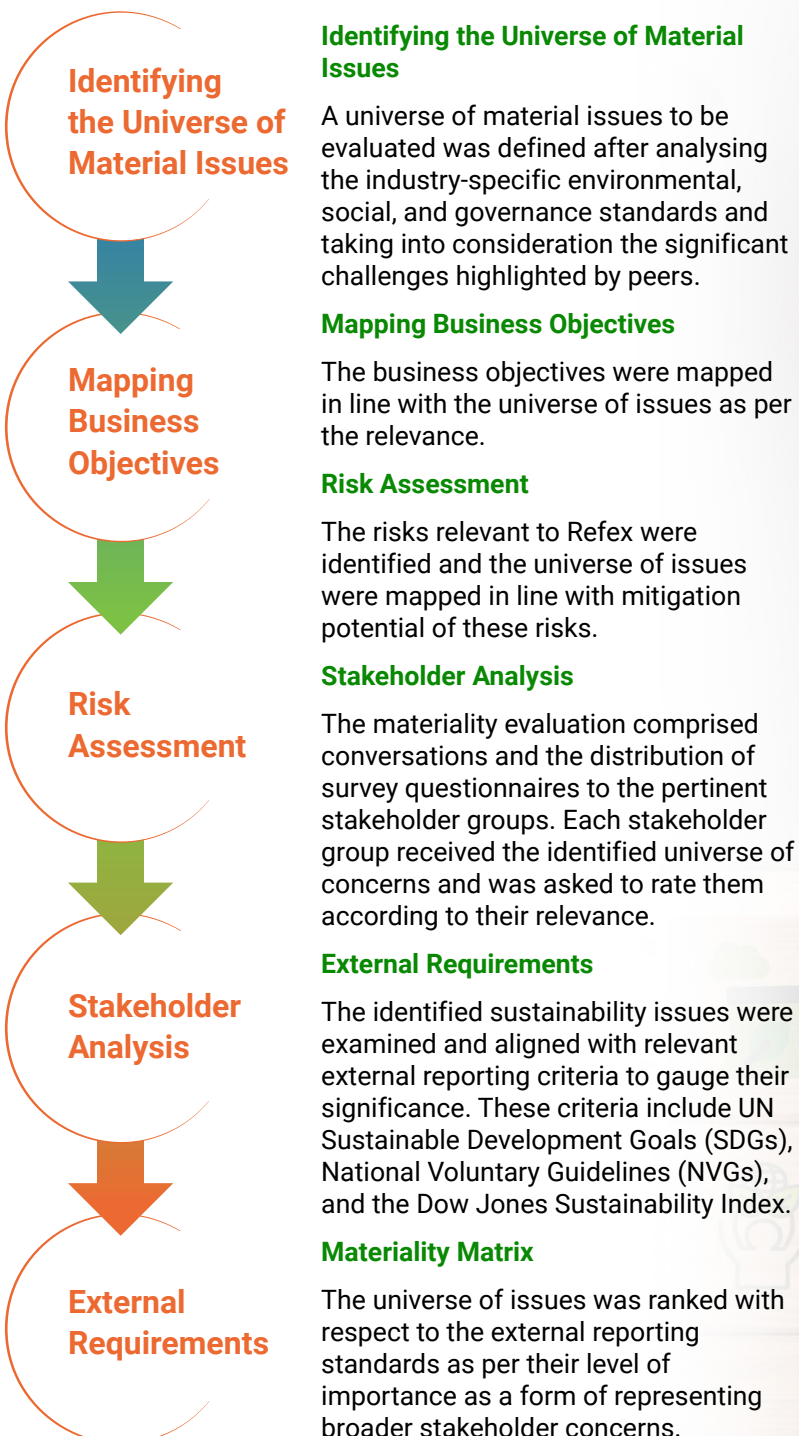 Identifying
the Universe of
Material Issues
Mapping
Business
Objectives
Risk
Assessment
Stakeholder
Analysis
External
Requirements
Identifying the Universe of Material
Issues
A universe of material issues to be
evaluated was defined after analysing
the industry-specific environmental,
social, and governance standards and
taking into consideration the significant
challenges highlighted by peers.
Mapping Business Objectives
The business objectives were mapped
in line with the universe of issues as per
the relevance.
Risk Assessment
The risks relevant to Refex were
identified and the universe of issues
were mapped in line with mitigation
potential of these risks.
Stakeholder Analysis
The materiality evaluation comprised
conversations and the distribution of
survey questionnaires to the pertinent
stakeholder groups. Each stakeholder
group received the identified universe of
concerns and was asked to rate them
according to their relevance.
External Requirements
The identified sustainability issues were
examined and aligned with relevant
external reporting criteria to gauge their
significance. These criteria include UN
Sustainable Development Goals (SDGs),
National Voluntary Guidelines (NVGs),
and the Dow Jones Sustainability Index.
Materiality Matrix
The universe of issues was ranked with
respect to the external reporting
standards as per their level of
importance as a form of representing
broader stakeholder concerns.